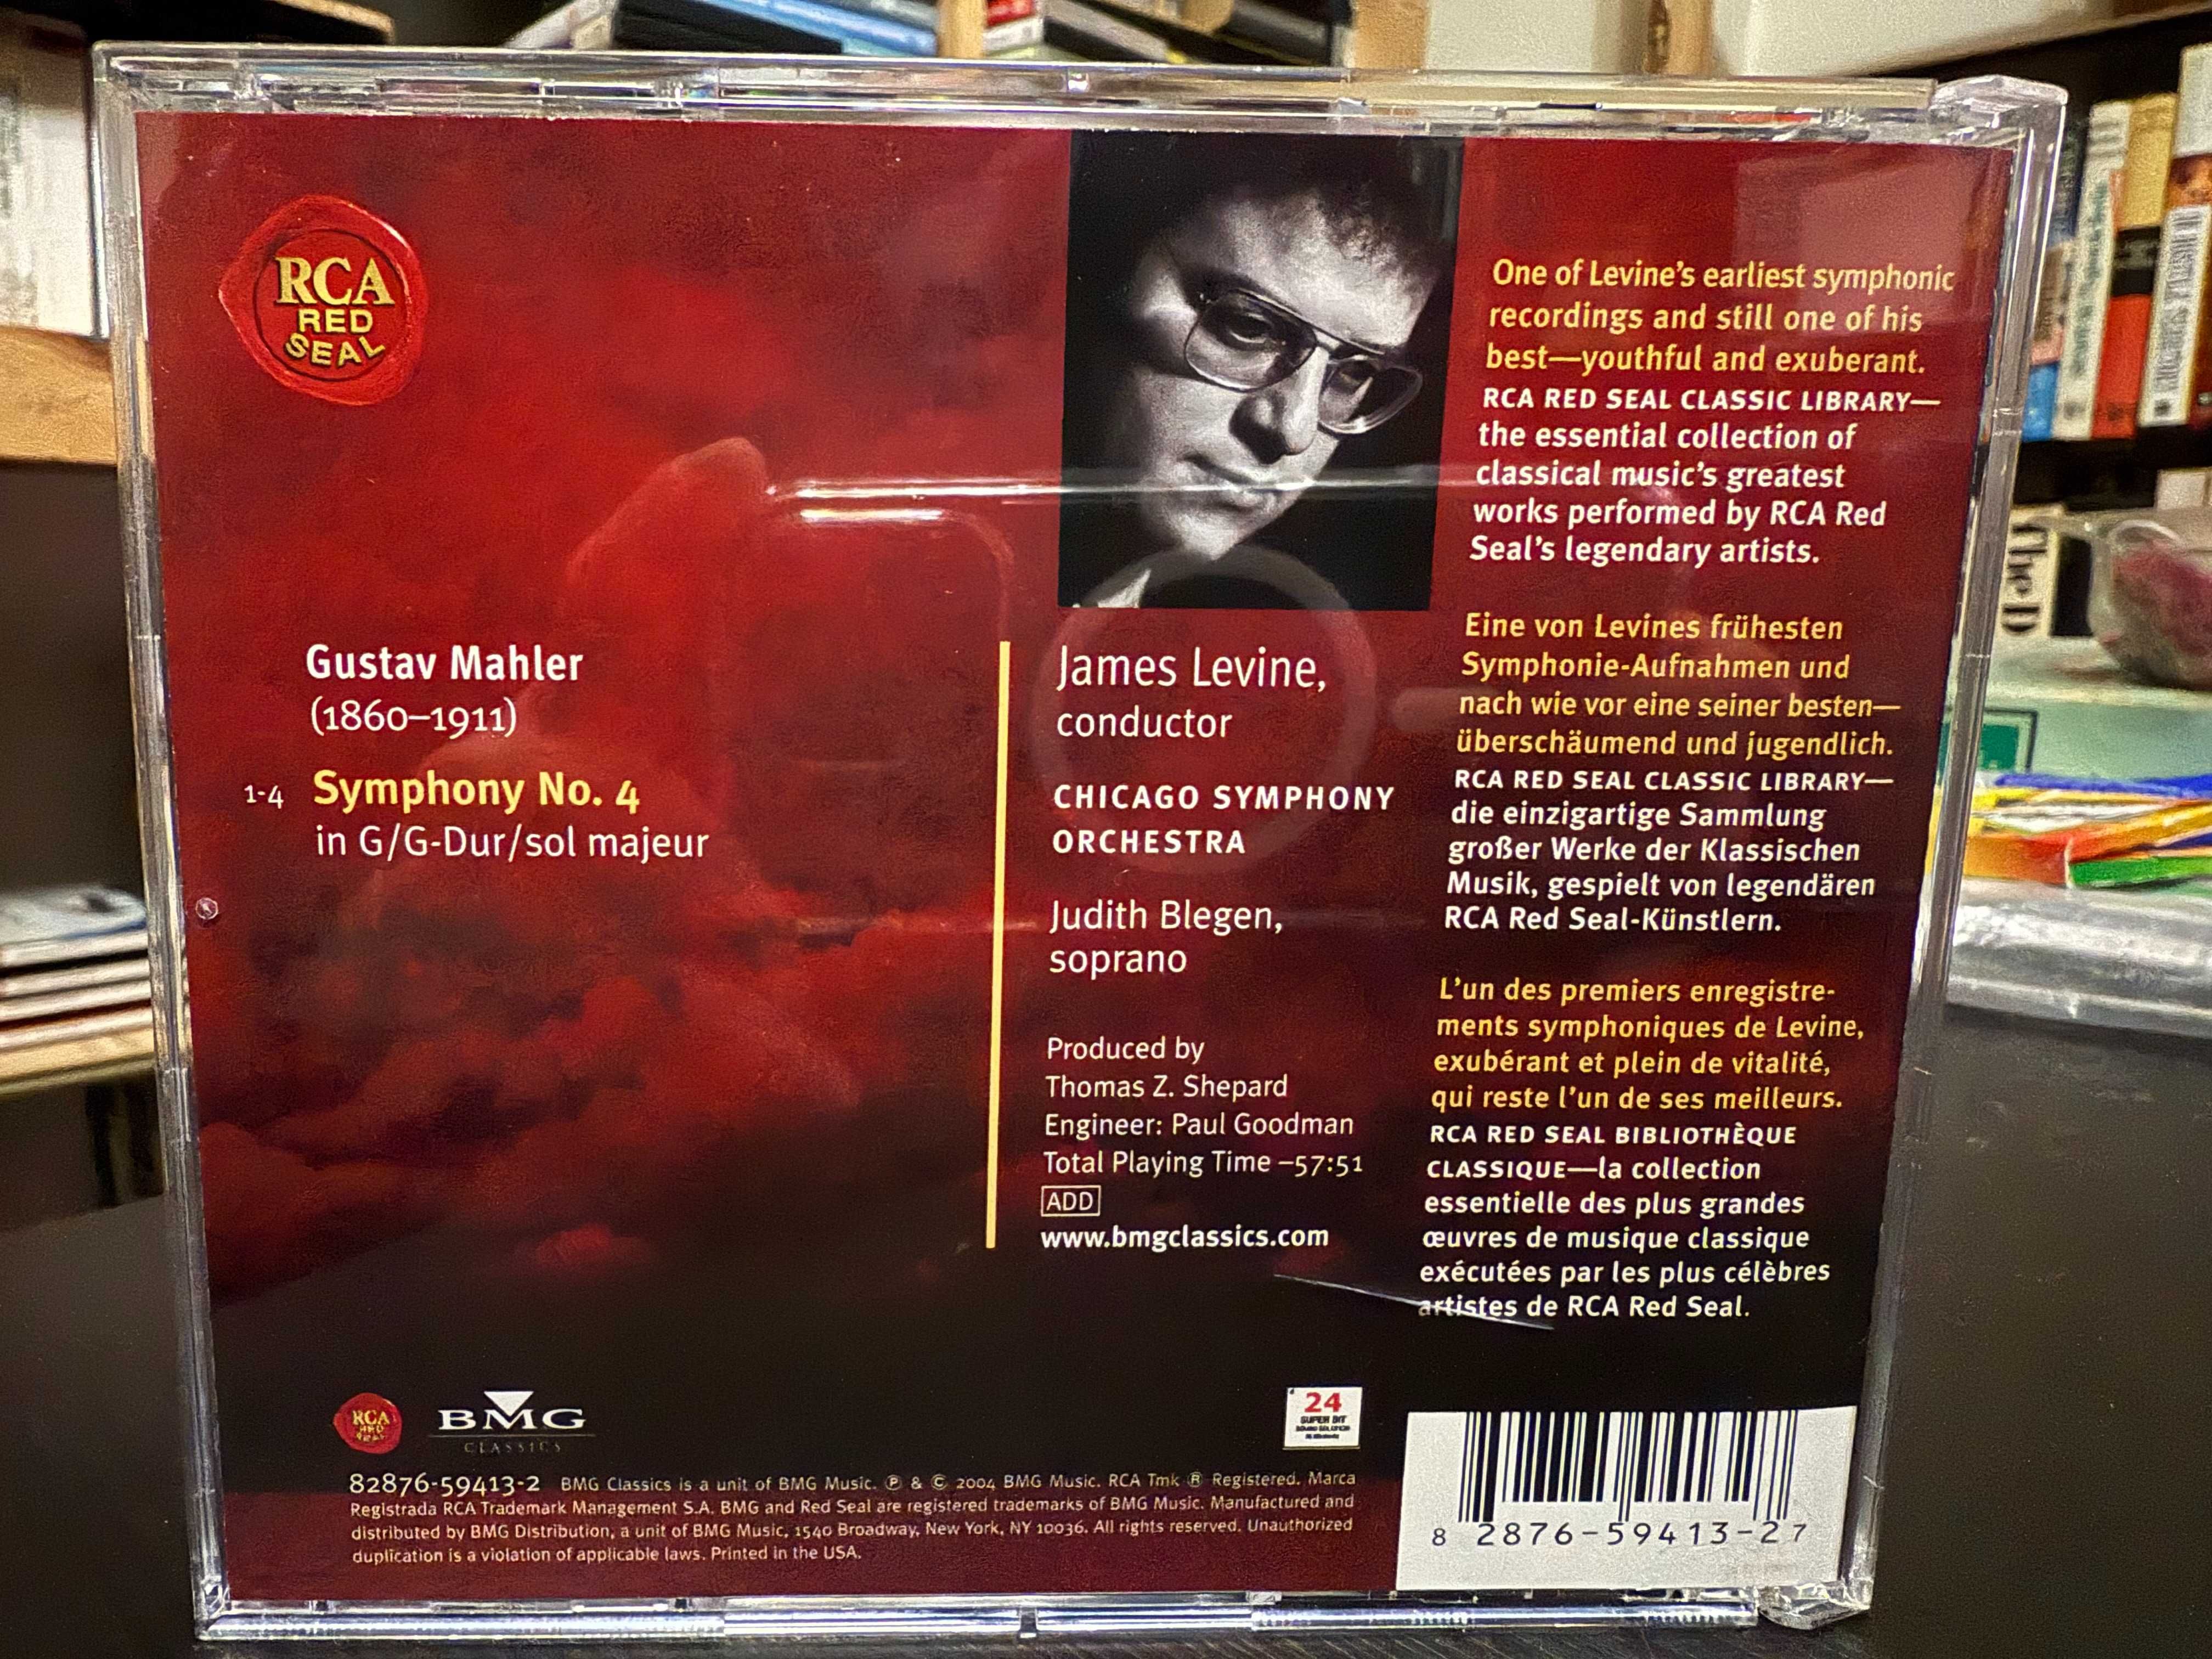 RCA
RED
SEAL
Gustav Mahler
(1860–1911)
1-4 Symphony No. 4
in G/G-Dur/sol majeur
James Levine,
conductor
CHICAGO SYMPHONY
ORCHESTRA
Judith Blegen,
soprano
Produced by
Thomas Z. Shepard
Engineer: Paul Goodman
Total Playing Time –57:51
ADD
www.bmgclassics.com
One of Levine's earliest symphonic
recordings and still one of his
best—youthful and exuberant.
RCA RED SEAL CLASSIC LIBRARY—
the essential collection of
classical music's greatest
works performed by RCA Red
Seal's legendary artists.
Eine von Levines frühesten
Symphonie-Aufnahmen und
nach wie vor eine seiner besten—
überschäumend und jugendlich.
RCA RED SEAL CLASSIC LIBRARY—
die einzigartige Sammlung
großer Werke der Klassischen
Musik, gespielt von legendären
RCA Red Seal-Künstlern.
L'un des premiers enregistre-
ments symphoniques de Levine,
exubérant et plein de vitalité,
qui reste l'un de ses meilleurs.
RCA RED SEAL BIBLIOTHÈQUE
CLASSIQUE—la collection
essentielle des plus grandes
œuvres de musique classique
exécutées par les plus célèbres
artistes de RCA Red Seal.
RCA
RED
SEAL
BMG
CLASSICS
24
SUPER BIT
82876-59413-2 BMG Classics is a unit of BMG Music. ℗ & © 2004 BMG Music. RCA Tmk ® Registered. Marca
Registrada RCA Trademark Management S.A. BMG and Red Seal are registered trademarks of BMG Music. Manufactured and
distributed by BMG Distribution, a unit of BMG Music, 1540 Broadway, New York, NY 10036. All rights reserved. Unauthorized
duplication is a violation of applicable laws. Printed in the USA.
8 2876-59413-2 7
The D